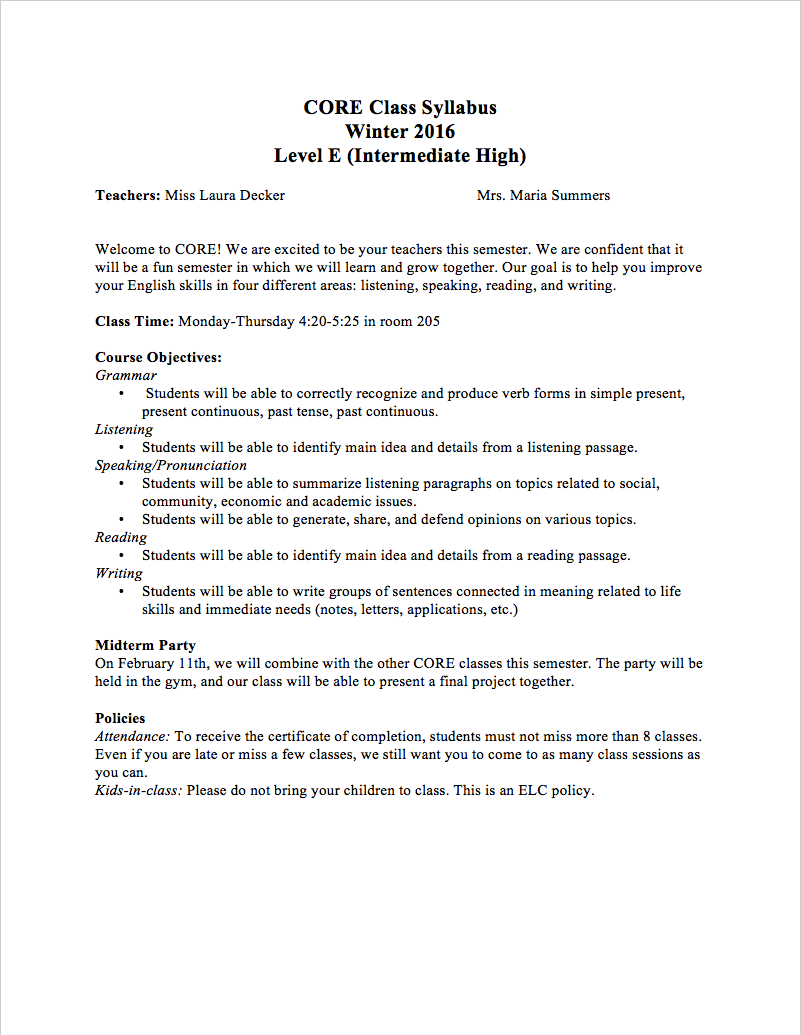 CORE Class Syllabus
Winter 2016
Level E (Intermediate High)
Teachers: Miss Laura Decker Mrs. Maria Summers
Welcome to CORE! We are excited to be your teachers this semester. We are confident that it
will be a fun semester in which we will learn and grow together. Our goal is to help you improve
your English skills in four different areas: listening, speaking, reading, and writing.
Class Time: Monday-Thursday 4:20-5:25 in room 205
Course Objectives:
Grammar
• Students will be able to correctly recognize and produce verb forms in simple present,
present continuous, past tense, past continuous.
Listening
• Students will be able to identify main idea and details from a listening passage.
Speaking/Pronunciation
• Students will be able to summarize listening paragraphs on topics related to social,
community, economic and academic issues.
• Students will be able to generate, share, and defend opinions on various topics.
Reading
• Students will be able to identify main idea and details from a reading passage.
Writing
• Students will be able to write groups of sentences connected in meaning related to life
skills and immediate needs (notes, letters, applications, etc.)
Midterm Party
On February 11th, we will combine with the other CORE classes this semester. The party will be
held in the gym, and our class will be able to present a final project together.
Policies
Attendance: To receive the certificate of completion, students must not miss more than 8 classes.
Even if you are late or miss a few classes, we still want you to come to as many class sessions as
you can.
Kids-in-class: Please do not bring your children to class. This is an ELC policy.